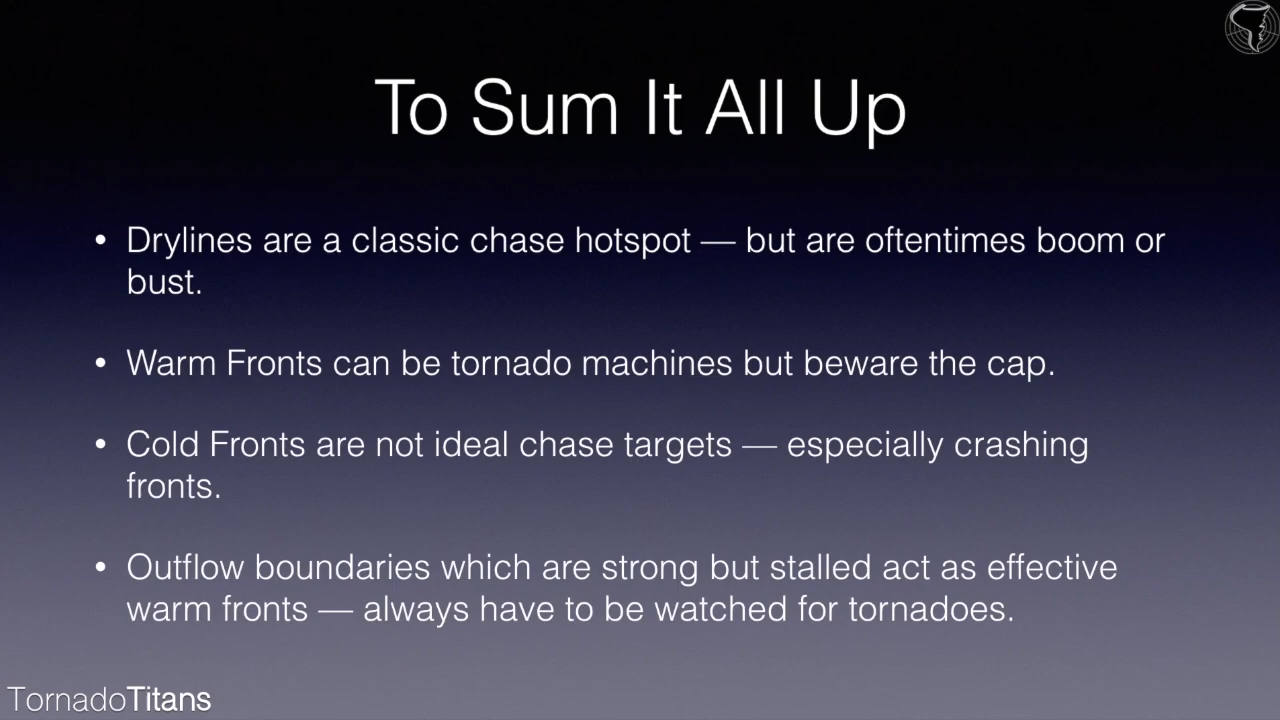 To Sum It All Up
• Drylines are a classic chase hotspot — but are oftentimes boom or
bust.
• Warm Fronts can be tornado machines but beware the cap.
• Cold Fronts are not ideal chase targets — especially crashing
fronts.
• Outflow boundaries which are strong but stalled act as effective
warm fronts — always have to be watched for tornadoes.
TornadoTitans